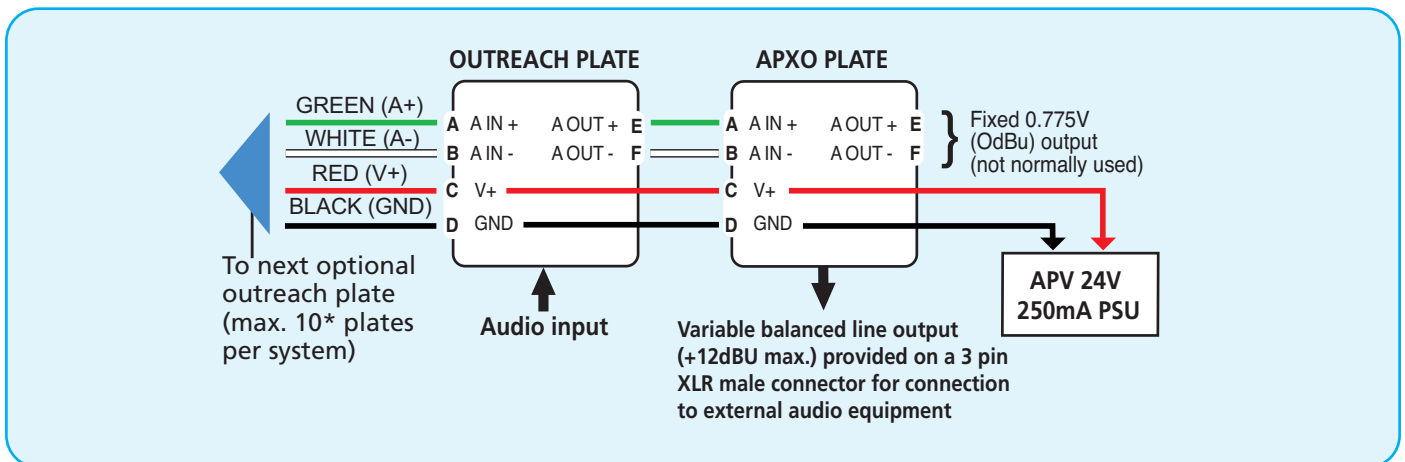 OUTREACH PLATE
APXO PLATE
GREEN (A+)
WHITE (A-)
RED (V+)
BLACK (GND)
A A IN + A OUT + E
B A IN - A OUT - F
C V+
D GND
A A IN + A OUT + E
B A IN - A OUT - F
C V+
D GND
}
Fixed 0.775V
(OdBu) output
(not normally used)
To next optional
outreach plate
(max. 10* plates
per system)
Audio input
Variable balanced line output
(+12dBU max.) provided on a 3 pin
XLR male connector for connection
to external audio equipment
APV 24V
250mA PSU